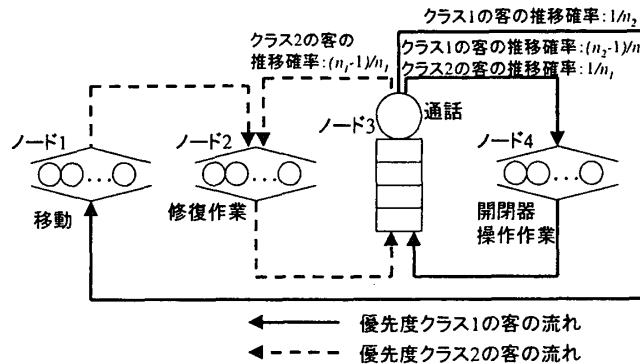 クラス1の客の推移確率:1/n2
クラス2の客の
推移確率:(n1-1)/n1
クラス1の客の推移確率:(n2-1)/n
クラス2の客の推移確率:1/n1
通話
ノード1
ノード2
ノード3
ノード4
移動
修復作業
開閉器
操作作業
優先度クラス1の客の流れ
優先度クラス2の客の流れ